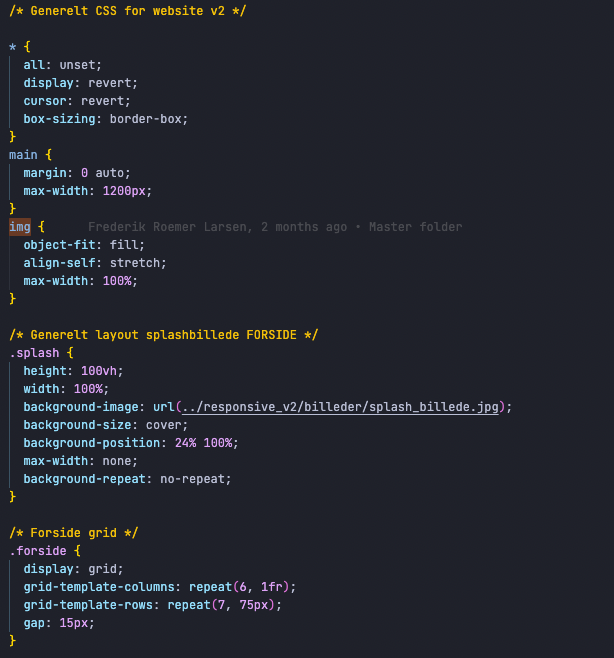 /* Generelt CSS for website v2 */
* {
all: unset;
display: revert;
cursor: revert;
box-sizing: border-box;
}
main {
margin: 0 auto;
max-width: 1200px;
}
img { Frederik Roemer Larsen, 2 months ago • Master folder
object-fit: fill;
align-self: stretch;
max-width: 100%;
}
/* Generelt layout splashbillede FORSIDE */
.splash {
height: 100vh;
width: 100%;
background-image: url(../responsive_v2/billeder/splash_billede.jpg);
background-size: cover;
background-position: 24% 100%;
max-width: none;
background-repeat: no-repeat;
}
/* Forside grid */
.forside {
display: grid;
grid-template-columns: repeat(6, 1fr);
grid-template-rows: repeat(7, 75px);
gap: 15px;
}